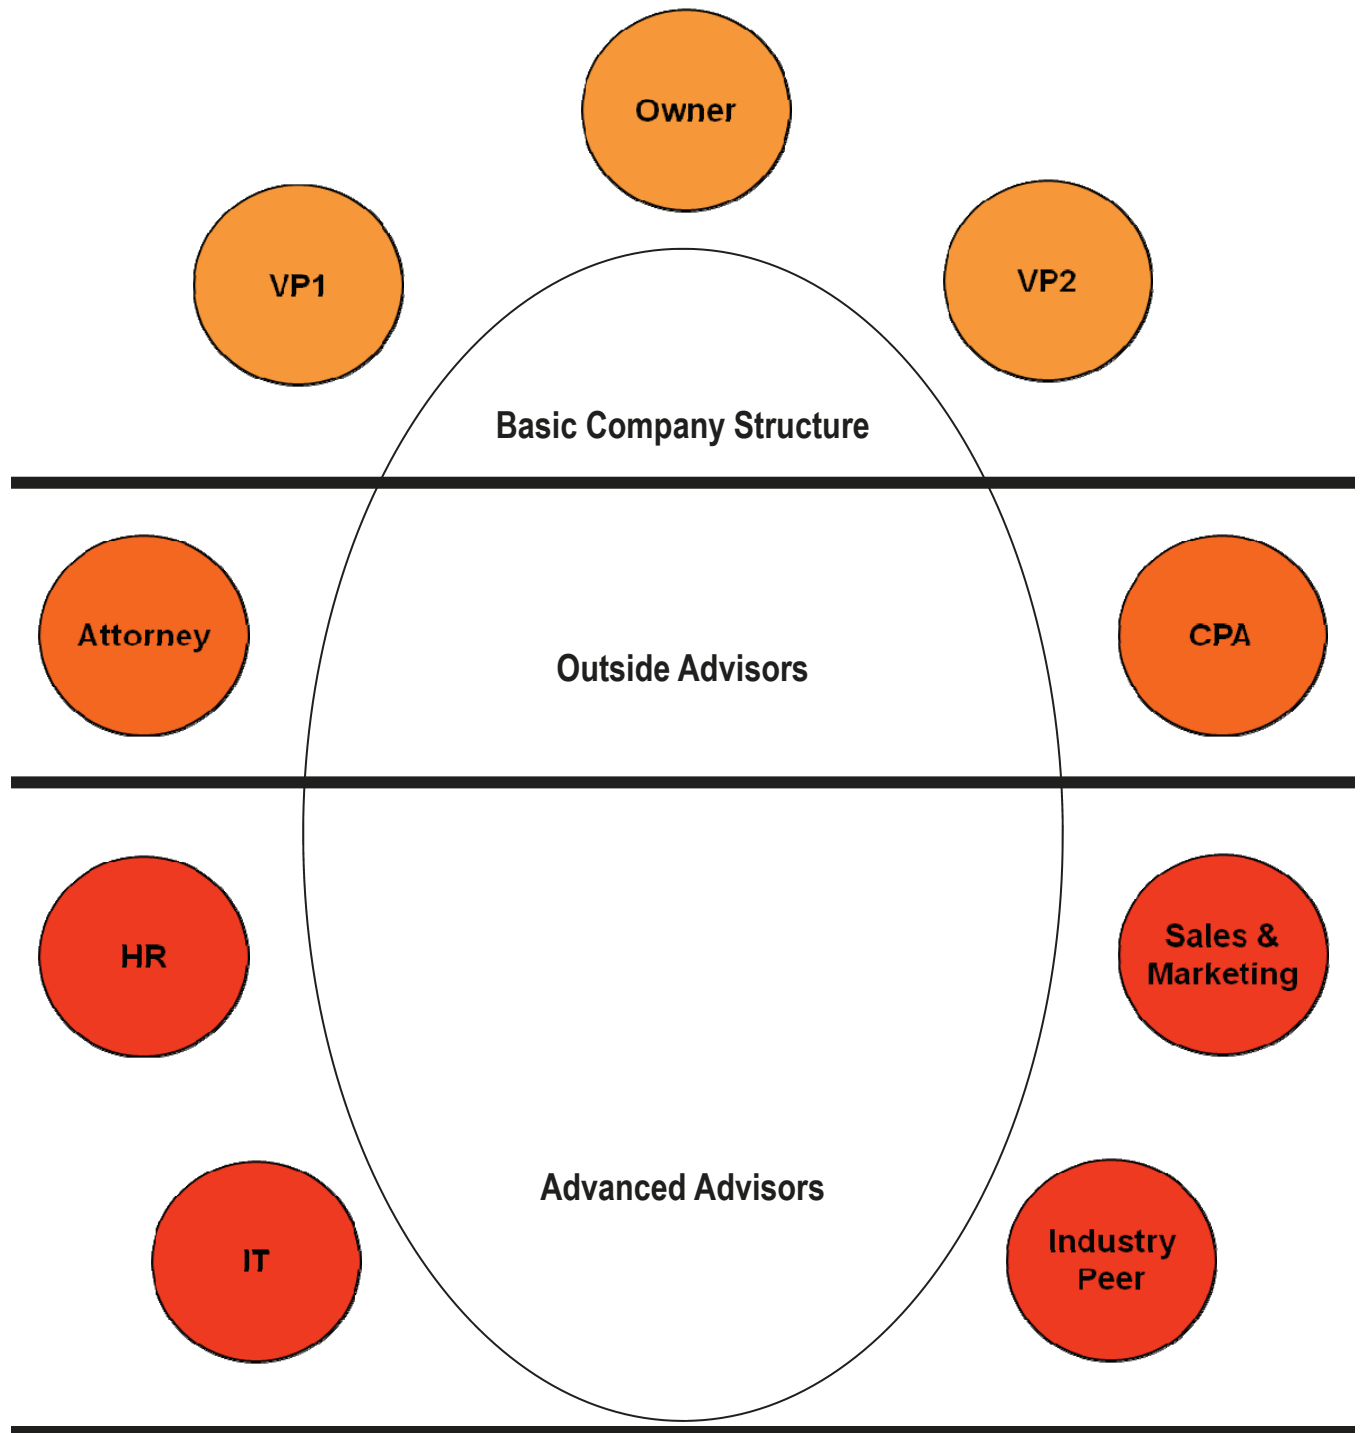 Owner
VP1
VP2
Basic Company Structure
Attorney
CPA
Outside Advisors
HR
Sales &
Marketing
Advanced Advisors
IT
Industry
Peer